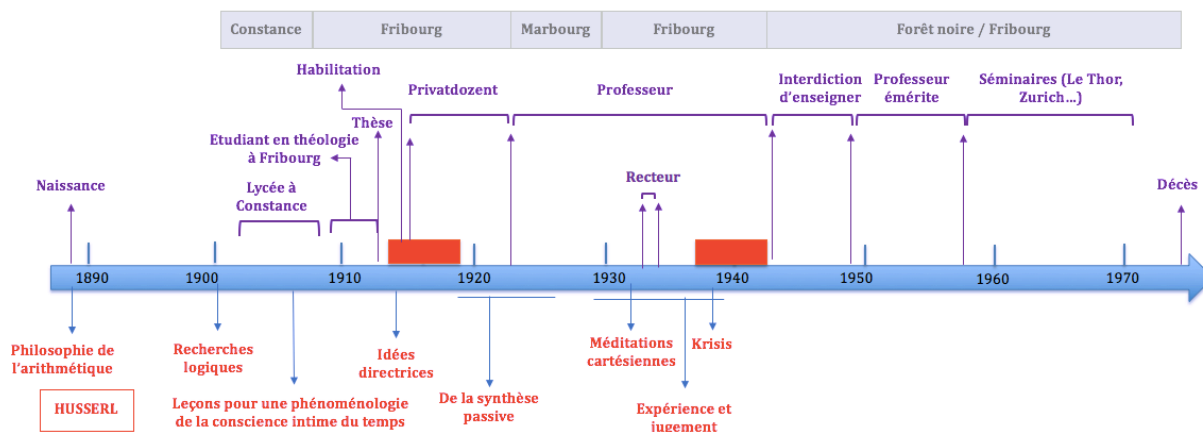 Constance
Fribourg
Marbourg
Fribourg
Forêt noire / Fribourg
Habilitation
Privatdozent
Professeur
Interdiction
d'enseigner
Professeur
émérite
Séminaires (Le Thor,
Zurich...)
Thèse
Etudiant en théologie
à Fribourg
Naissance
Lycée à
Constance
Recteur
Décès
1890
1900
1910
1920
1930
1940
1950
1960
1970
Philosophie de
l'arithmétique
Recherches
logiques
Idées
directrices
Méditations
cartésiennes
Krisis
HUSSERL
Leçons pour une phénoménologie
de la conscience intime du temps
De la synthèse
passive
Expérience et
jugement